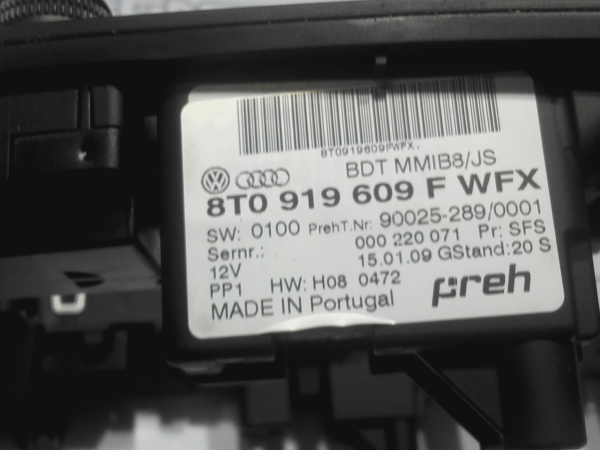 8T0919609FWFX.
BDT MMIB8/JS
8T0 919 609 F WFX
SW: 0100 PrehT.Nr: 90025-289/0001
Sernr.: 000 220 071 Pr: SFS
12V 15.01.09 GStand: 20 S
PP1 HW: H08 0472
MADE IN Portugal preh